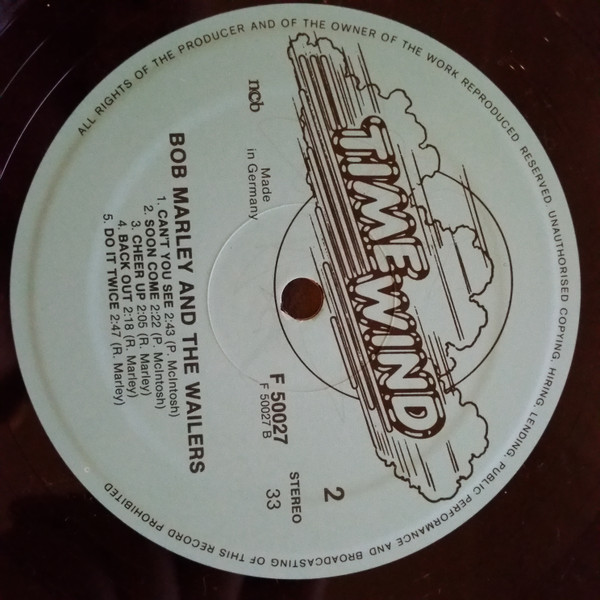 ALL RIGHTS OF THE PRODUCER AND OF THE OWNER OF THE WORK REPRODUCED RESERVED. UNAUTHORISED COPYING, HIRING, LENDING, PUBLIC PERFORMANCE AND BROADCASTING OF THIS RECORD PROHIBITED
TIME WIND
2
ncb
STEREO
33
Made
in Germany
F 50027
F 50027 B
BOB MARLEY AND THE WAILERS
1. CAN'T YOU SEE 2:43 (P. McIntosh)
2. SOON COME 2:22 (P. McIntosh)
3. CHEER UP 2:05 (R. Marley)
4. BACK OUT 2:18 (R. Marley)
5. DO IT TWICE 2:47 (R. Marley)